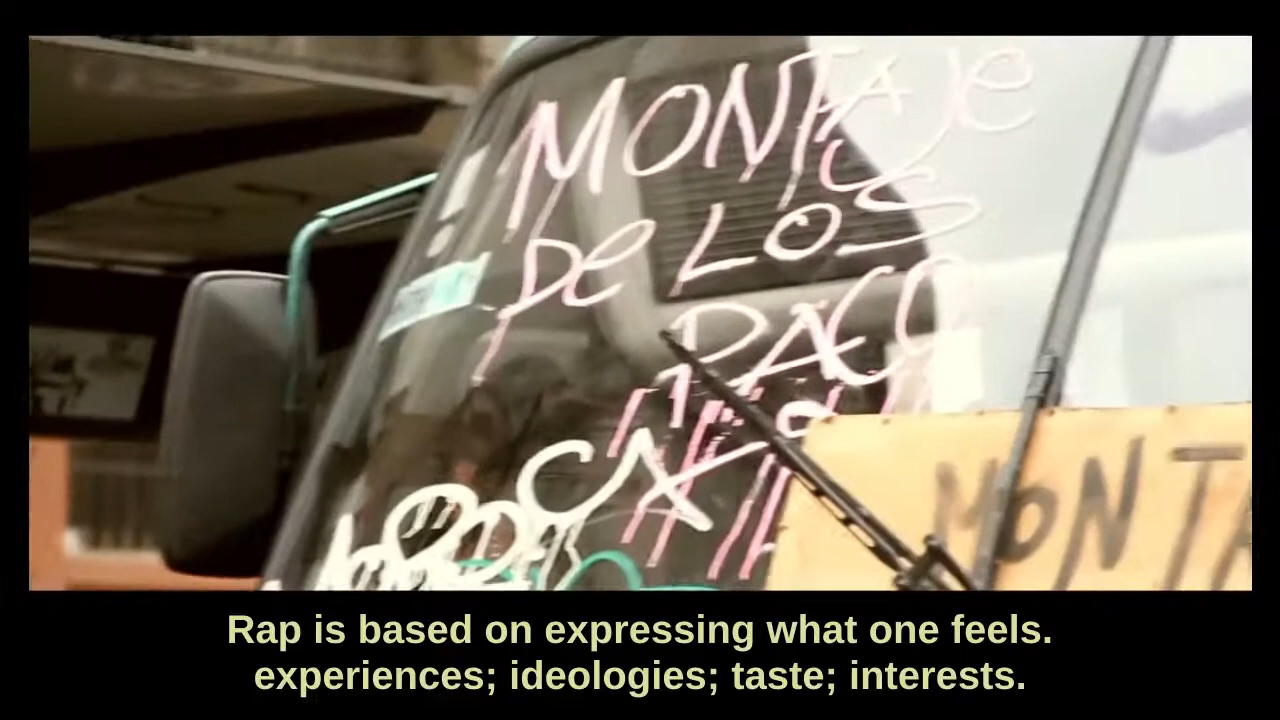 MONTAJE
De LOS
PACO
MONTA
Rap is based on expressing what one feels.
experiences; ideologies; taste; interests.